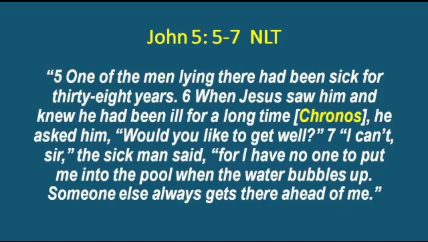 John 5: 5-7  NLT
“5 One of the men lying there had been sick for
thirty-eight years. 6 When Jesus saw him and
knew he had been ill for a long time [Chronos], he
asked him, “Would you like to get well?” 7 “I can’t,
sir,” the sick man said, “for I have no one to put
me into the pool when the water bubbles up.
Someone else always gets there ahead of me.”